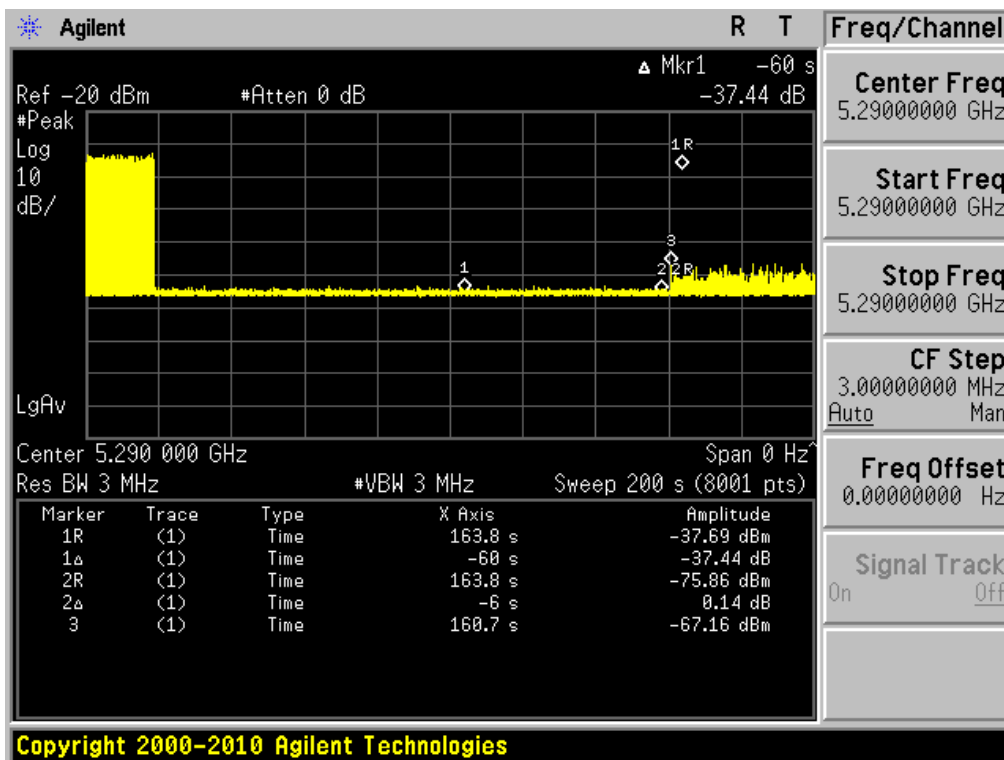 Agilent R T
Δ Mkr1 -60 s
Ref -20 dBm #Atten 0 dB -37.44 dB
#Peak
Log
10
dB/
1R
1
3
2 2R
LgAv
Center 5.290 000 GHz Span 0 Hz^
Res BW 3 MHz #VBW 3 MHz Sweep 200 s (8001 pts)
Marker Trace Type X Axis Amplitude
1R (1) Time 163.8 s -37.69 dBm
1Δ (1) Time -60 s -37.44 dB
2R (1) Time 163.8 s -75.86 dBm
2Δ (1) Time -6 s 0.14 dB
3 (1) Time 160.7 s -67.16 dBm
Copyright 2000-2010 Agilent Technologies
Freq/Channel
Center Freq
5.29000000 GHz
Start Freq
5.29000000 GHz
Stop Freq
5.29000000 GHz
CF Step
3.00000000 MHz
Auto Man
Freq Offset
0.00000000 Hz
Signal Track
On Off